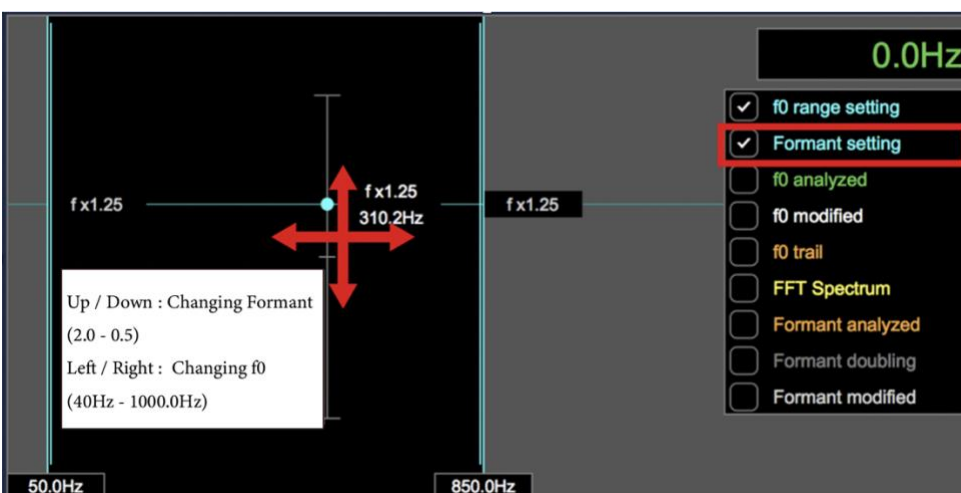 0.0Hz
f0 range setting
Formant setting
f0 analyzed
f0 modified
f0 trail
FFT Spectrum
Formant analyzed
Formant doubling
Formant modified
f x1.25
f x1.25
310.2Hz
f x1.25
Up / Down : Changing Formant
(2.0 - 0.5)
Left / Right : Changing f0
(40Hz - 1000.0Hz)
50.0Hz
850.0Hz